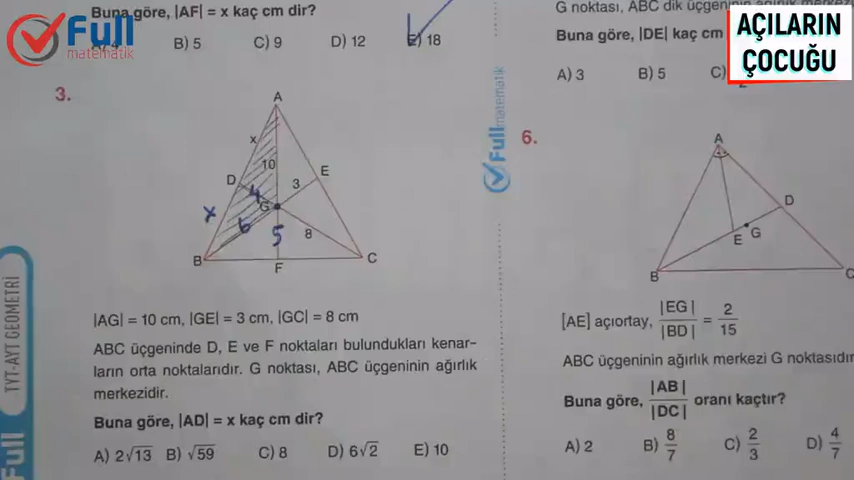 Buna göre, |AF| = x kaç cm dir?
B) 5 C) 9 D) 12 E) 18
Full
matematik
G noktası, ABC dik üçgeninin ağırlık merkezi
Buna göre, |DE| kaç cm
A) 3 B) 5 C)
AÇILARIN
ÇOCUĞU
3.
A
x
10
D
E
3
4
G
x
6
5
8
B
F
C
|AG| = 10 cm, |GE| = 3 cm, |GC| = 8 cm
ABC üçgeninde D, E ve F noktaları bulundukları kenar-
ların orta noktalarıdır. G noktası, ABC üçgeninin ağırlık
merkezidir.
Buna göre, |AD| = x kaç cm dir?
A) 2√13 B) √59 C) 8 D) 6√2 E) 10
TYT-AYT GEOMETRİ
Full
Full matematik
6.
A
D
E
G
B
C
[AE] açıortay, |EG| / |BD| = 2 / 15
ABC üçgeninin ağırlık merkezi G noktasıdır
Buna göre, |AB| / |DC| oranı kaçtır?
A) 2 B) 8/7 C) 2/3 D) 4/7